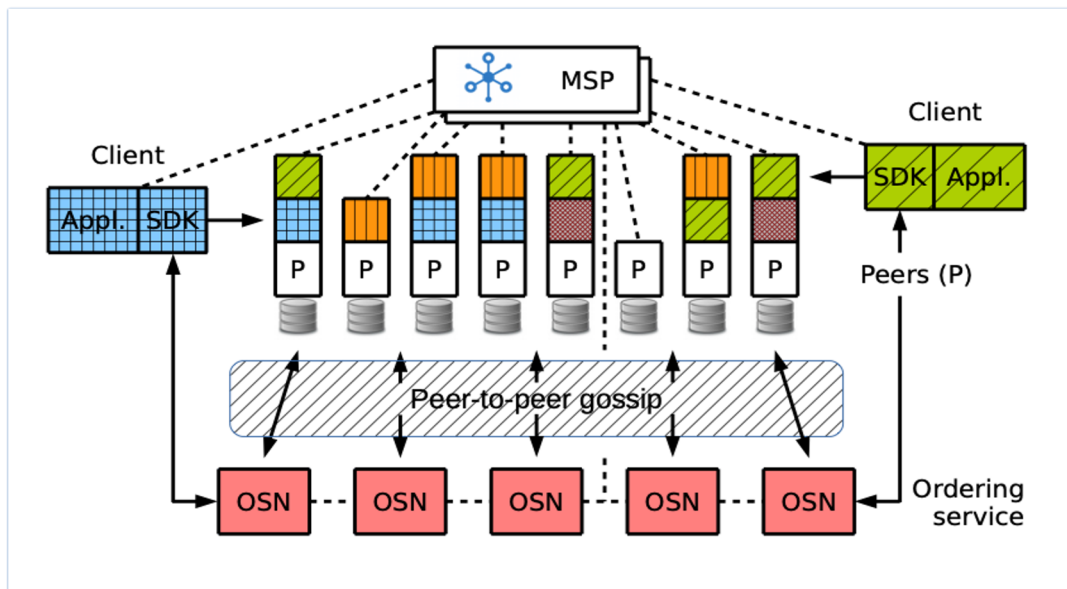 MSP
Client
Client
Appl. SDK
SDK Appl.
P P P P P P P P
Peers (P)
Peer-to-peer gossip
OSN OSN OSN OSN OSN
Ordering
service